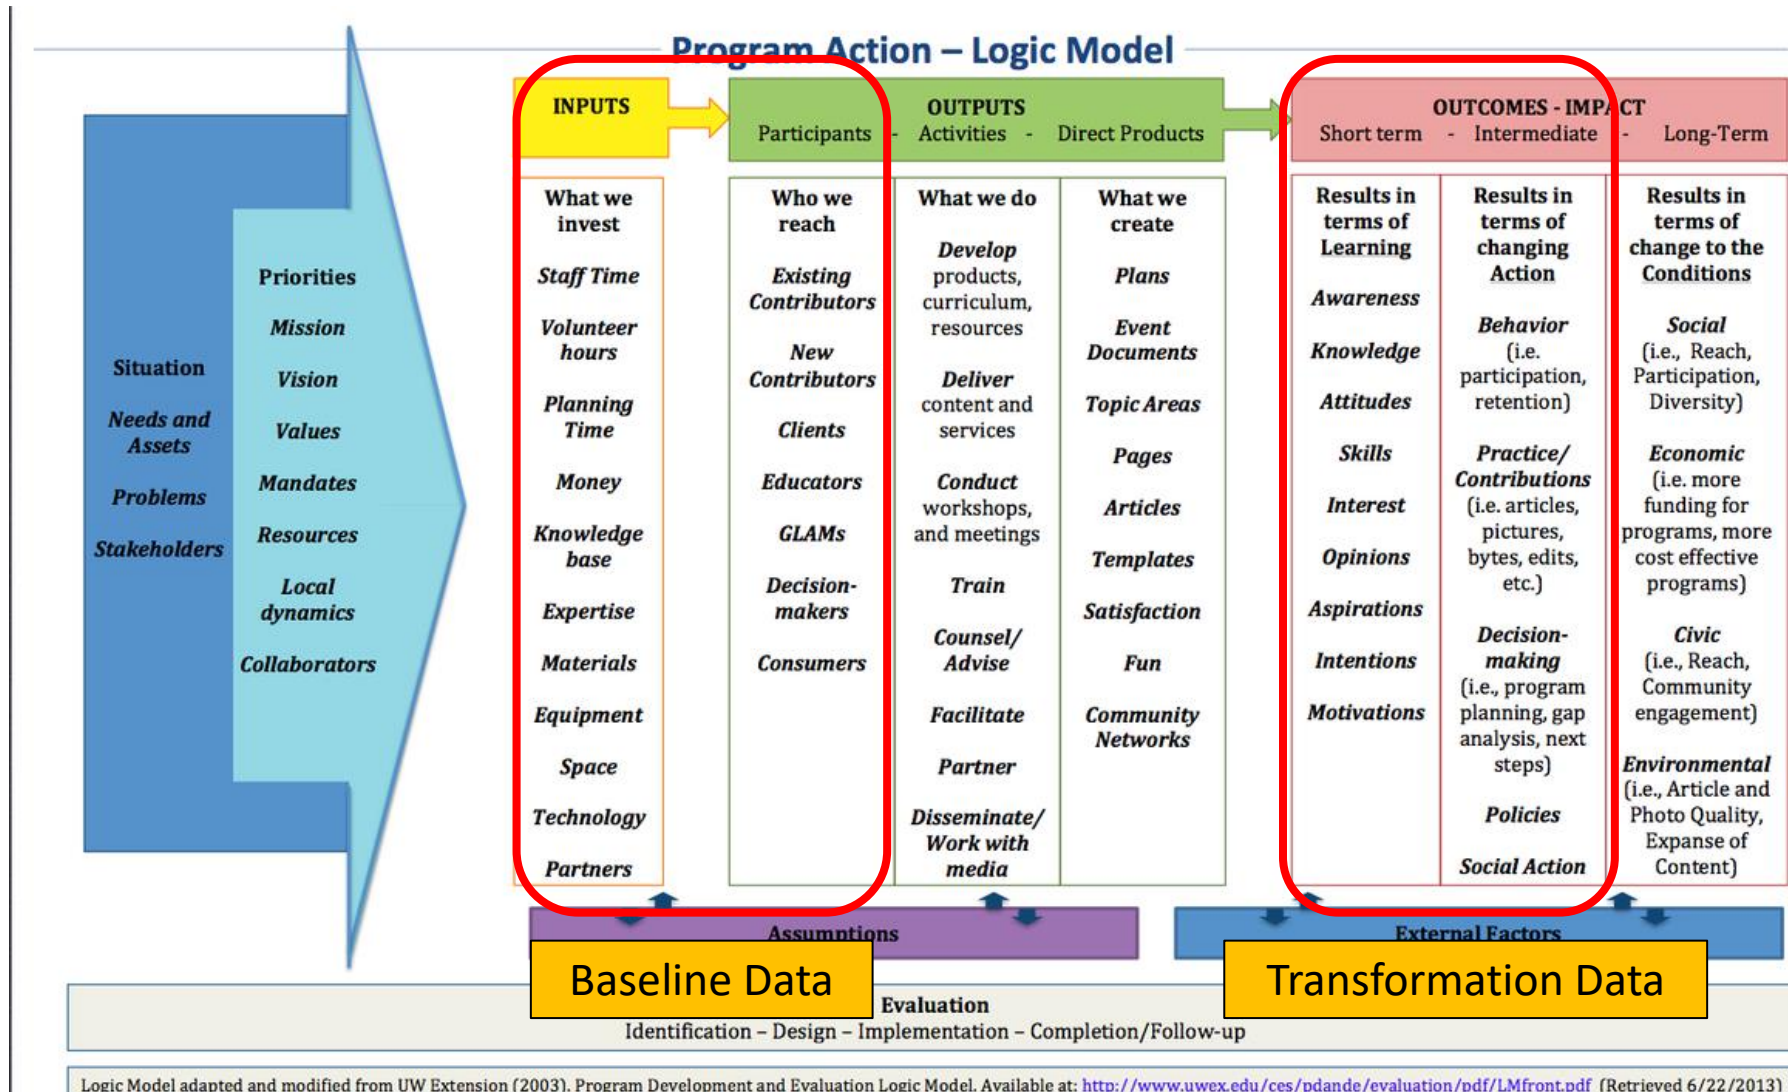 Program Action – Logic Model
Situation
Needs and
Assets
Problems
Stakeholders
Priorities
Mission
Vision
Values
Mandates
Resources
Local
dynamics
Collaborators
INPUTS
What we
invest
Staff Time
Volunteer
hours
Planning
Time
Money
Knowledge
base
Expertise
Materials
Equipment
Space
Technology
Partners
OUTPUTS
Participants - Activities - Direct Products
Who we
reach
Existing
Contributors
New
Contributors
Clients
Educators
GLAMs
Decision-
makers
Consumers
What we do
Develop
products,
curriculum,
resources
Deliver
content and
services
Conduct
workshops,
and meetings
Train
Counsel/
Advise
Facilitate
Partner
Disseminate/
Work with
media
What we
create
Plans
Event
Documents
Topic Areas
Pages
Articles
Templates
Satisfaction
Fun
Community
Networks
OUTCOMES - IMPACT
Short term - Intermediate - Long-Term
Results in
terms of
Learning
Awareness
Knowledge
Attitudes
Skills
Interest
Opinions
Aspirations
Intentions
Motivations
Results in
terms of
changing
Action
Behavior
(i.e.
participation,
retention)
Practice/
Contributions
(i.e. articles,
pictures,
bytes, edits,
etc.)
Decision-
making
(i.e., program
planning, gap
analysis, next
steps)
Policies
Social Action
Results in
terms of
change to the
Conditions
Social
(i.e., Reach,
Participation,
Diversity)
Economic
(i.e. more
funding for
programs, more
cost effective
programs)
Civic
(i.e., Reach,
Community
engagement)
Environmental
(i.e., Article and
Photo Quality,
Expanse of
Content)
Assumptions
External Factors
Baseline Data
Transformation Data
Evaluation
Identification – Design – Implementation – Completion/Follow-up
Logic Model adapted and modified from UW Extension (2003). Program Development and Evaluation Logic Model. Available at: http://www.uwex.edu/ces/pdande/evaluation/pdf/LMfront.pdf (Retrieved 6/22/2013)